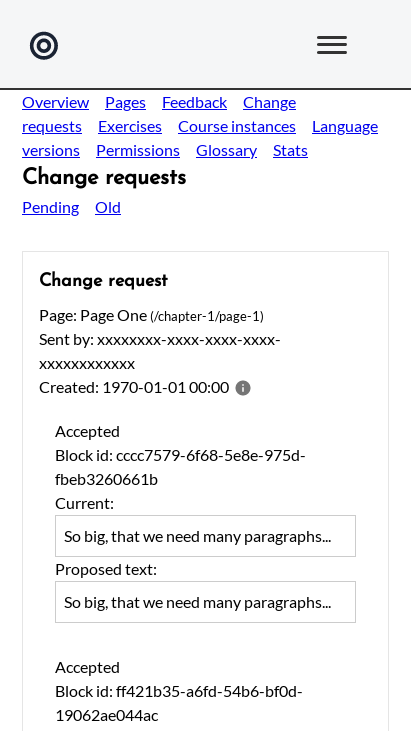 Overview Pages Feedback Change
requests Exercises Course instances Language
versions Permissions Glossary Stats
Change requests
Pending Old
Change request
Page: Page One (/chapter-1/page-1)
Sent by: xxxxxxxx-xxxx-xxxx-xxxx-
xxxxxxxxxxxx
Created: 1970-01-01 00:00
Accepted
Block id: cccc7579-6f68-5e8e-975d-
fbeb3260661b
Current:
So big, that we need many paragraphs...
Proposed text:
So big, that we need many paragraphs...
Accepted
Block id: ff421b35-a6fd-54b6-bf0d-
19062ae044ac